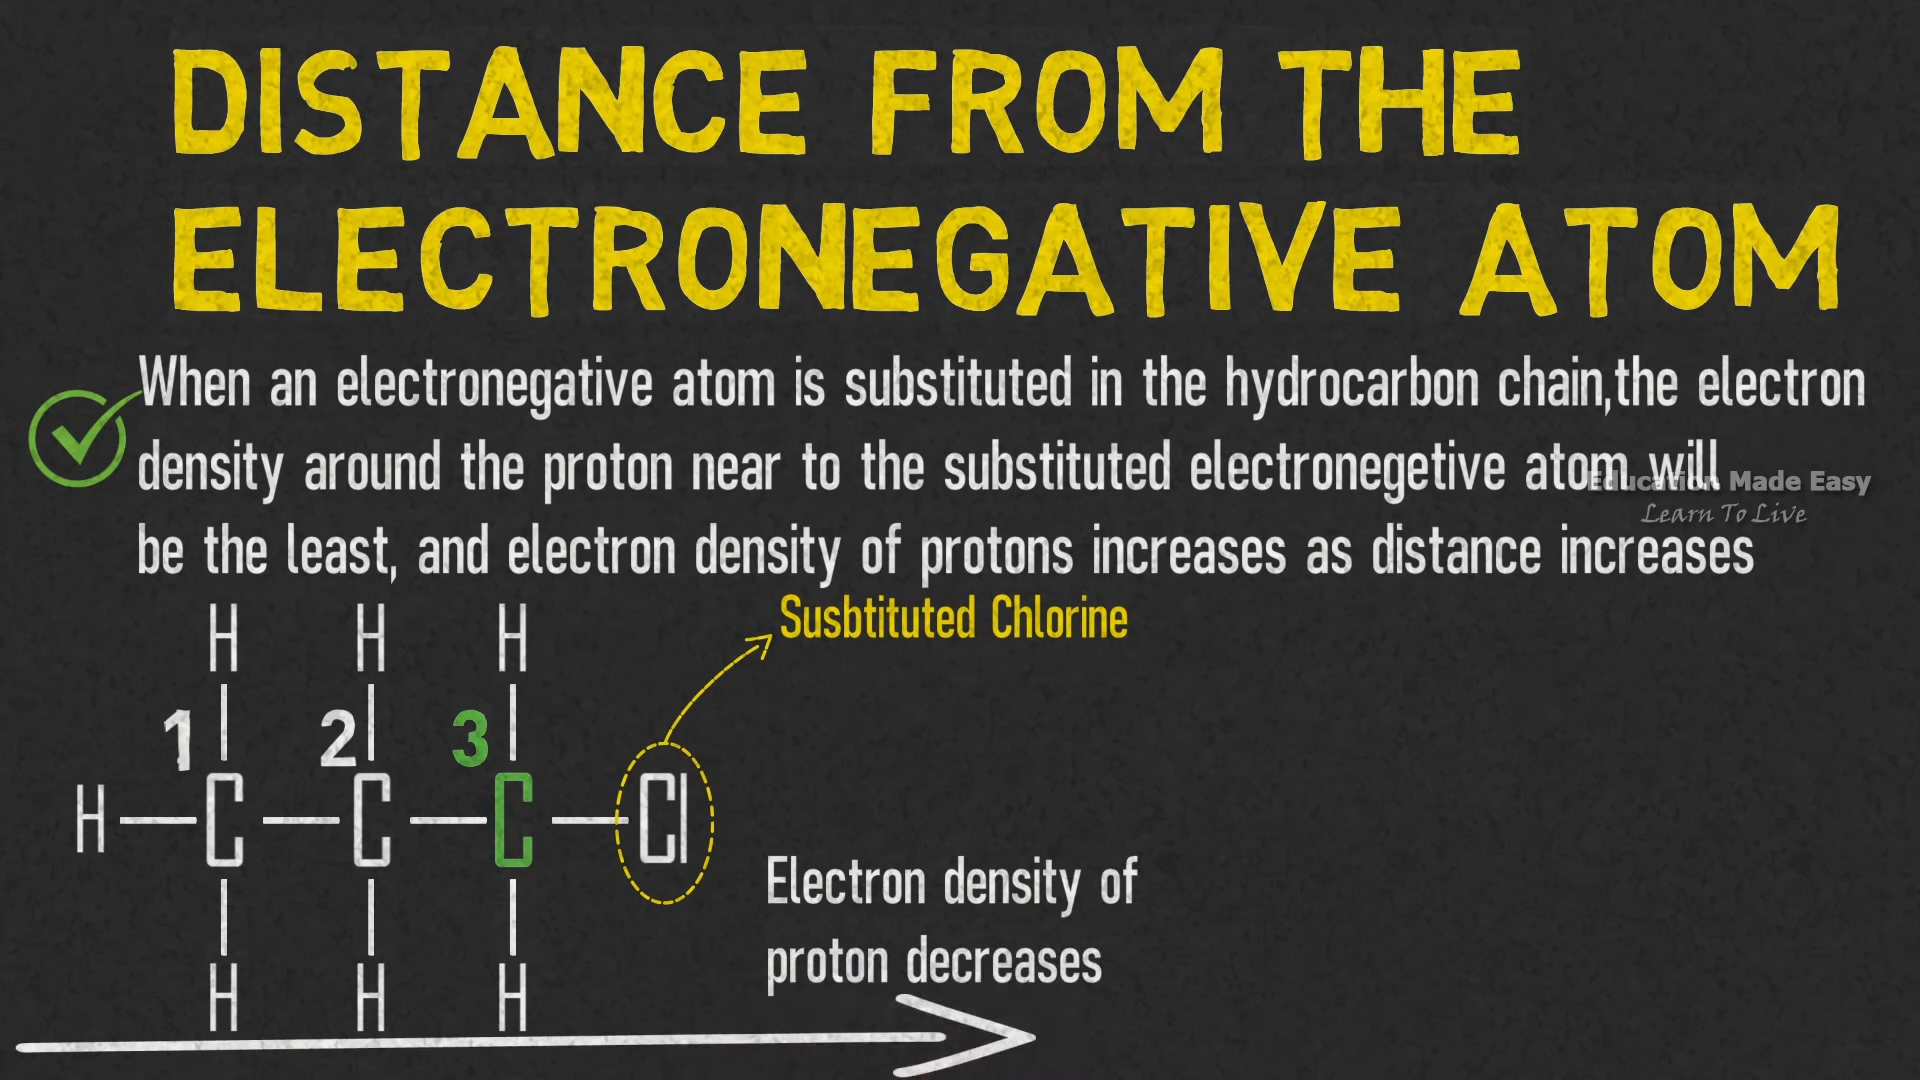 DISTANCE FROM THE
ELECTRONEGATIVE ATOM
When an electronegative atom is substituted in the hydrocarbon chain,the electron
density around the proton near to the substituted electronegetive atom will
Education Made Easy
Learn To Live
be the least, and electron density of protons increases as distance increases
Susbtituted Chlorine
H H H
1 2 3
H C C C Cl
Electron density of
proton decreases
H H H